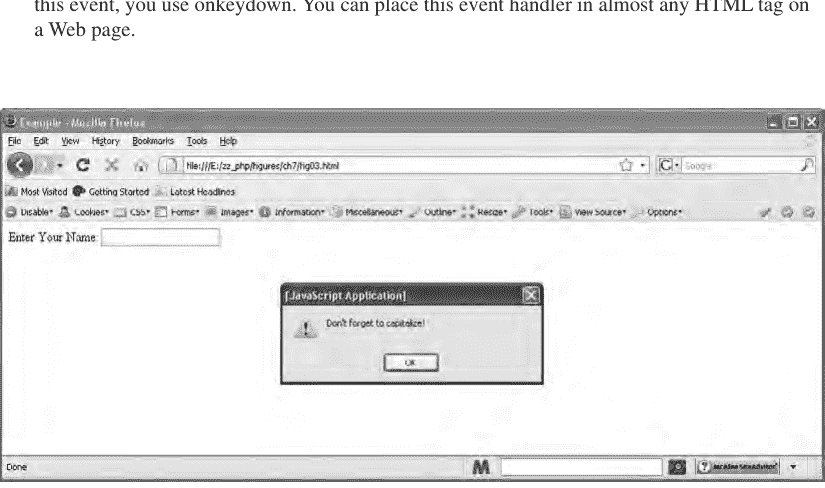 this event, you use onkeydown. You can place this event handler in almost any HTML tag on
a Web page.
Example - Mozilla Firefox
File Edit View History Bookmarks Tools Help
file:///E:/zz_php/figures/ch7/fig03.html Google
Most Visited Getting Started Latest Headlines
Disable Cookies CSS Forms Images Information Miscellaneous Outline Resize Tools View Source Options
Enter Your Name:
[JavaScript Application]
Don't forget to capitalize!
OK
Done McAfee SiteAdvisor